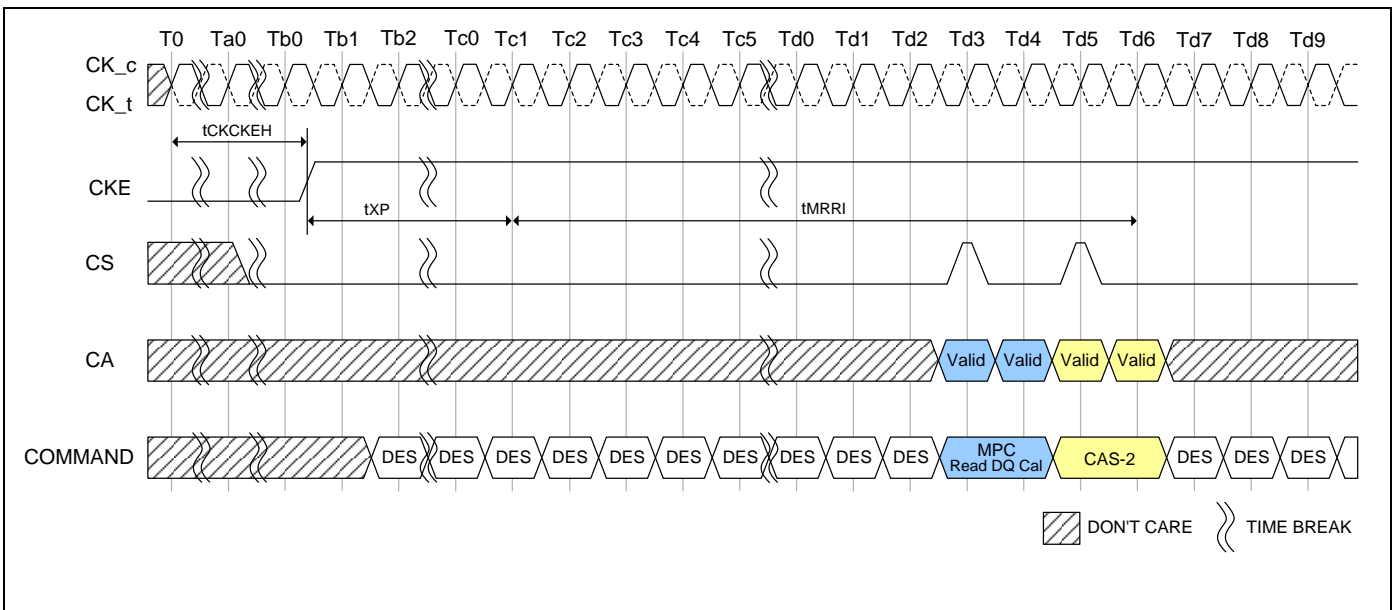 T0 Ta0 Tb0 Tb1 Tb2 Tc0 Tc1 Tc2 Tc3 Tc4 Tc5 Td0 Td1 Td2 Td3 Td4 Td5 Td6 Td7 Td8 Td9
CK_c
CK_t
tCKCKEH
CKE
tXP tMRRI
CS
CA Valid Valid Valid Valid
COMMAND DES DES DES DES DES DES DES DES DES DES MPC Read DQ Cal CAS-2 DES DES DES
DON'T CARE TIME BREAK